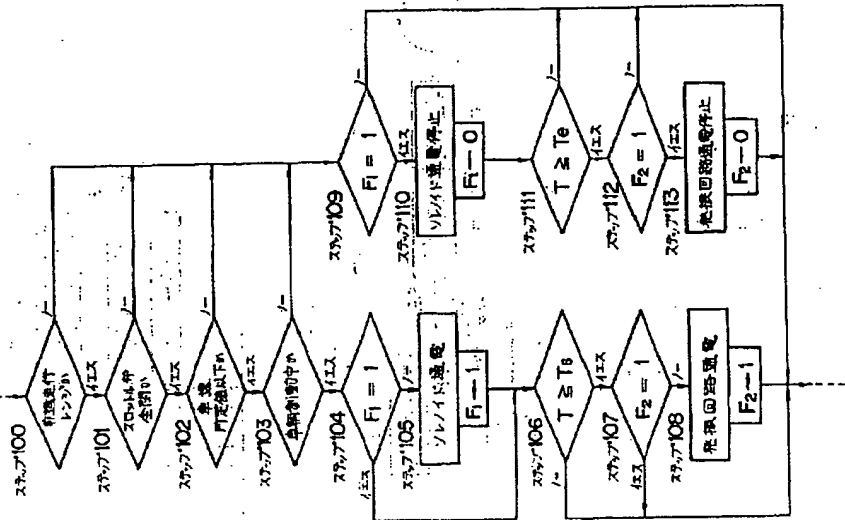 ステップ100
前進走行
レンジか
イエス
ノー
ステップ101
スロットル弁
全閉か
イエス
ノー
ステップ102
車速
所定値以下か
イエス
ノー
ステップ103
車輌制動中か
イエス
ノー
ステップ104
F₁ = 1
イエス
ノー
ステップ105
ソレノイド通電
F₁←1
ステップ106
T ≧ Ts
ノー
イエス
ステップ107
F₂ = 1
イエス
ノー
ステップ108
発振回路通電
F₂←1
ステップ109
F₁ = 1
ノー
イエス
ステップ110
ソレノイド通電停止
F₁←0
ステップ111
T ≧ Te
ノー
イエス
ステップ112
F₂ = 1
ノー
イエス
ステップ113
発振回路通電停止
F₂←0